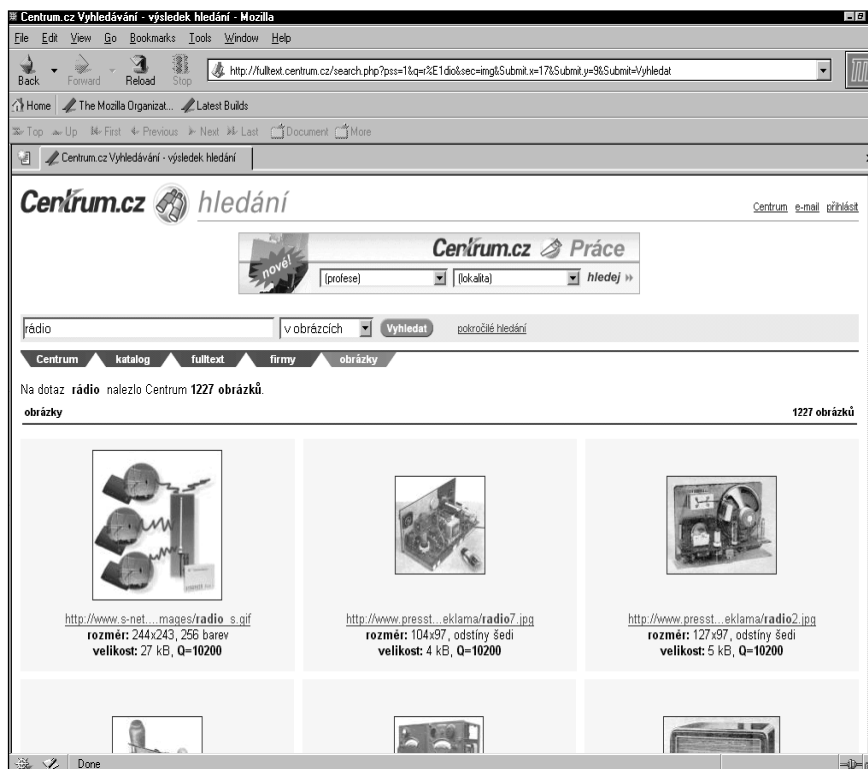 Centrum.cz Vyhledávání - výsledek hledání - Mozilla
File Edit View Go Bookmarks Tools Window Help
Back Forward Reload Stop http://fulltext.centrum.cz/search.php?pss=1&q=r%E1dio&sec=img&Submit.x=17&Submit.y=9&Submit=Vyhledat
Home The Mozilla Organizat... Latest Builds
Top Up First Previous Next Last Document More
Centrum.cz Vyhledávání - výsledek hledání
Centrum.cz hledání
Centrum e-mail přihlásit
nové! Centrum.cz Práce
(profese) (lokalita) hledej
rádio v obrázcích Vyhledat pokročilé hledání
Centrum katalog fulltext firmy obrázky
Na dotaz rádio nalezlo Centrum 1227 obrázků.
obrázky 1227 obrázků
http://www.s-net....mages/radio_s.gif
rozměr: 244x243, 256 barev
velikost: 27 kB, Q=10200
http://www.presst...eklama/radio7.jpg
rozměr: 104x97, odstíny šedi
velikost: 4 kB, Q=10200
http://www.presst...eklama/radio2.jpg
rozměr: 127x97, odstíny šedi
velikost: 5 kB, Q=10200
Done